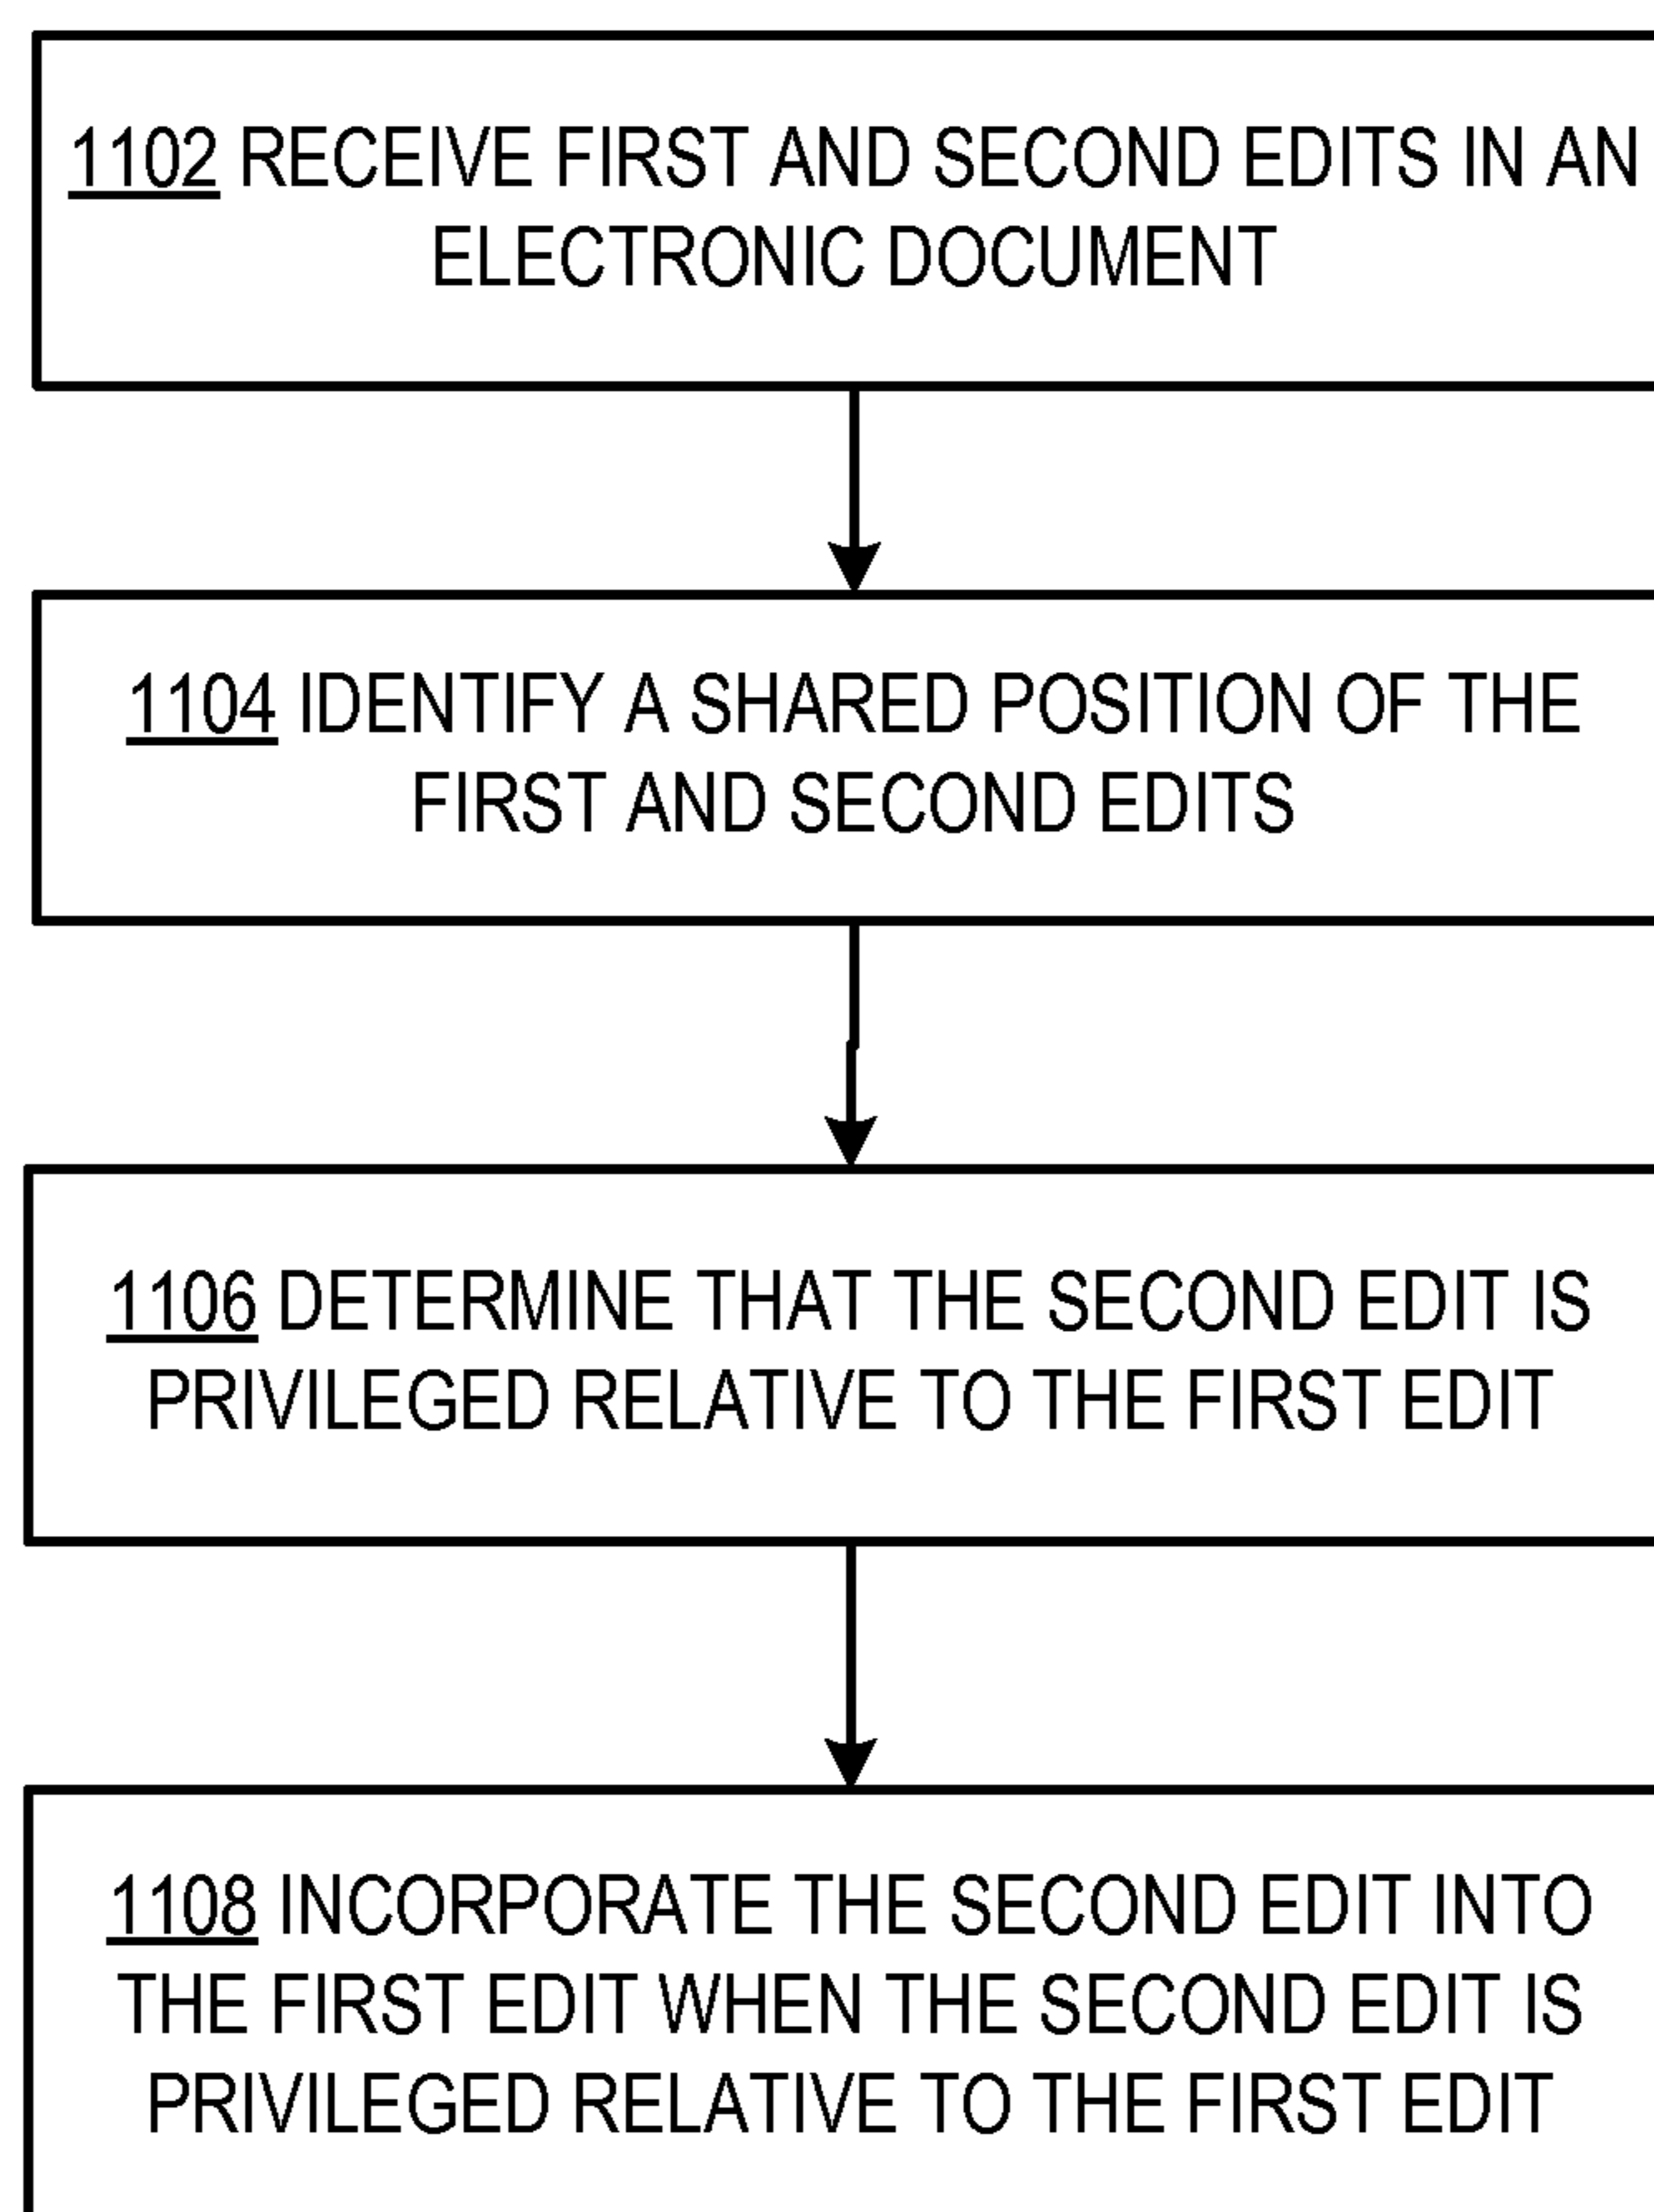 1102 RECEIVE FIRST AND SECOND EDITS IN AN
ELECTRONIC DOCUMENT
1104 IDENTIFY A SHARED POSITION OF THE
FIRST AND SECOND EDITS
1106 DETERMINE THAT THE SECOND EDIT IS
PRIVILEGED RELATIVE TO THE FIRST EDIT
1108 INCORPORATE THE SECOND EDIT INTO
THE FIRST EDIT WHEN THE SECOND EDIT IS
PRIVILEGED RELATIVE TO THE FIRST EDIT